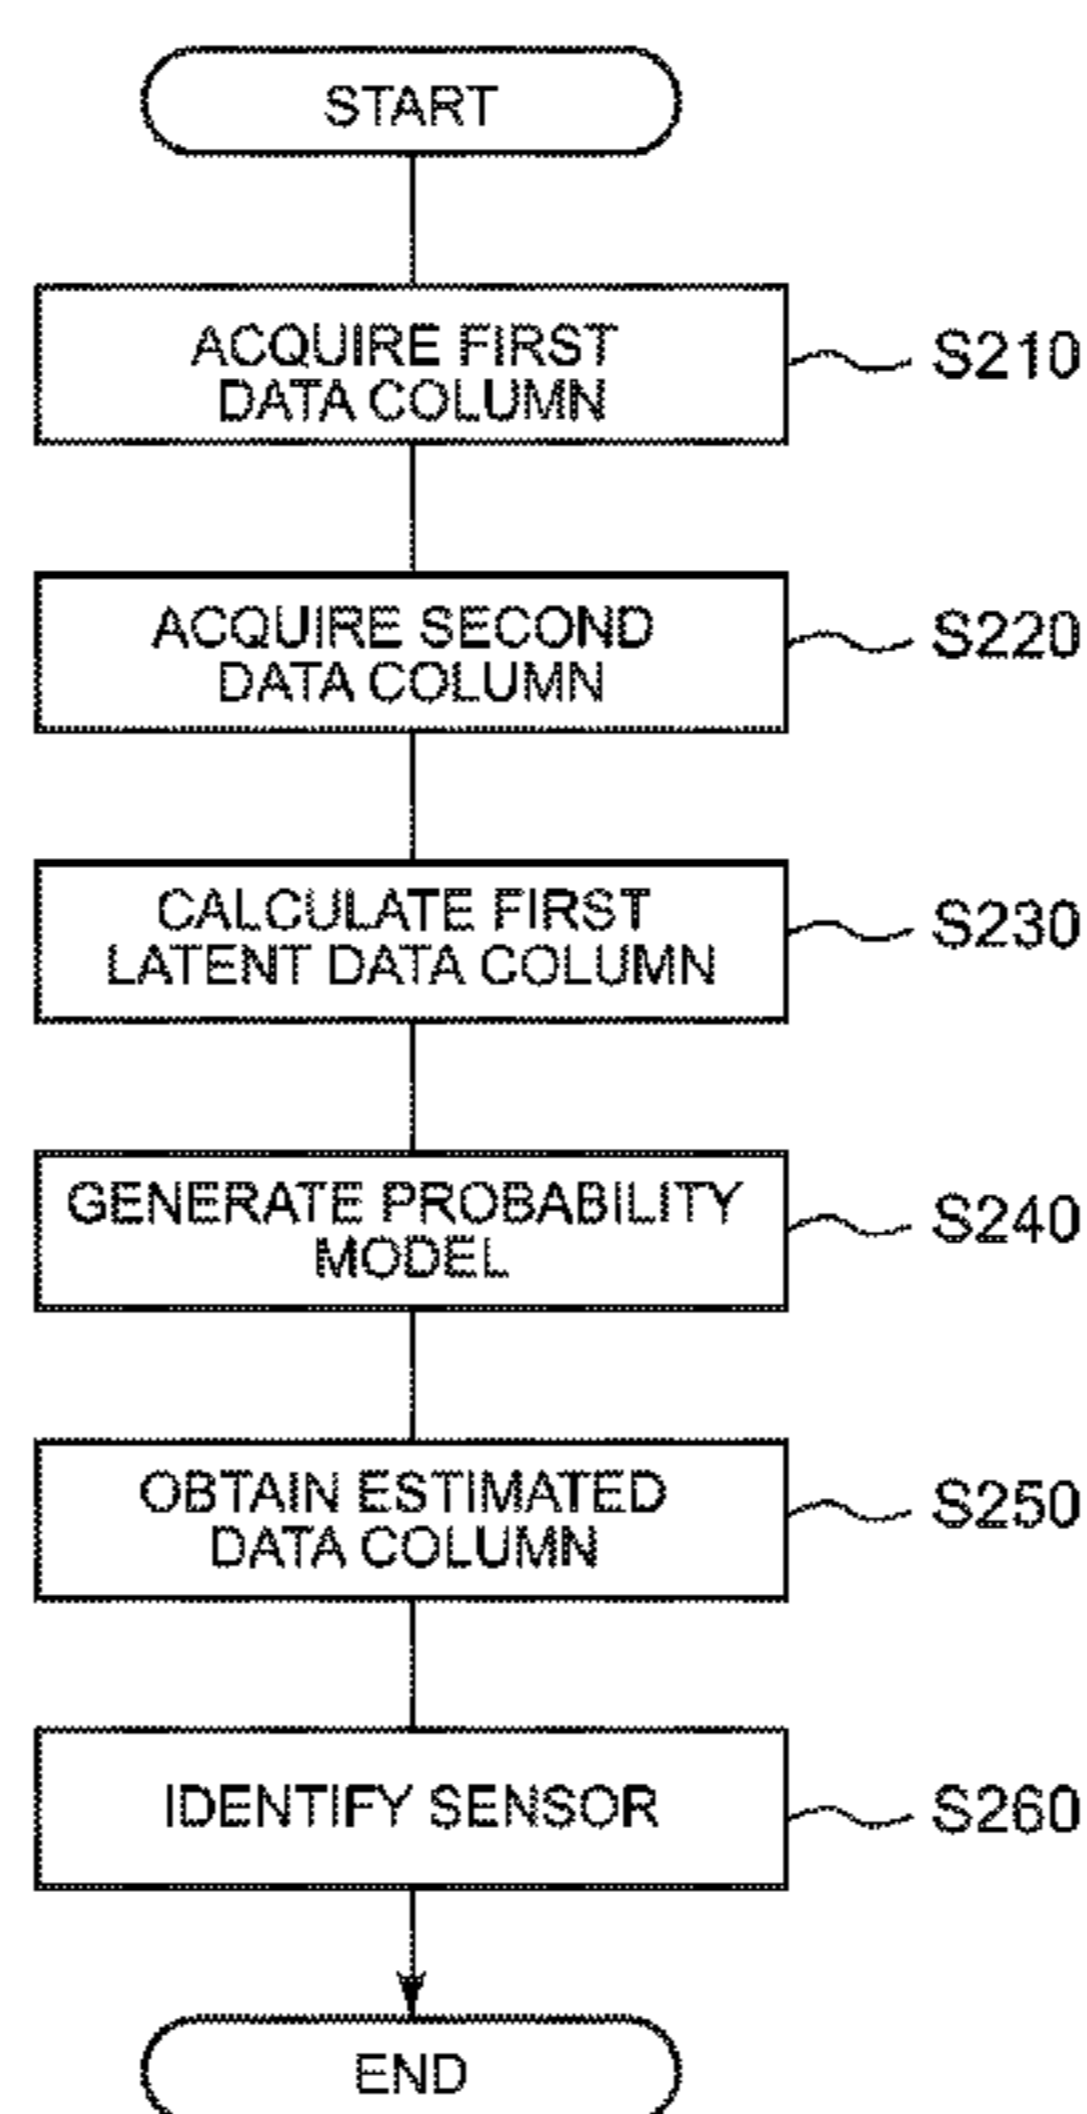 START
ACQUIRE FIRST
DATA COLUMN
S210
ACQUIRE SECOND
DATA COLUMN
S220
CALCULATE FIRST
LATENT DATA COLUMN
S230
GENERATE PROBABILITY
MODEL
S240
OBTAIN ESTIMATED
DATA COLUMN
S250
IDENTIFY SENSOR
S260
END